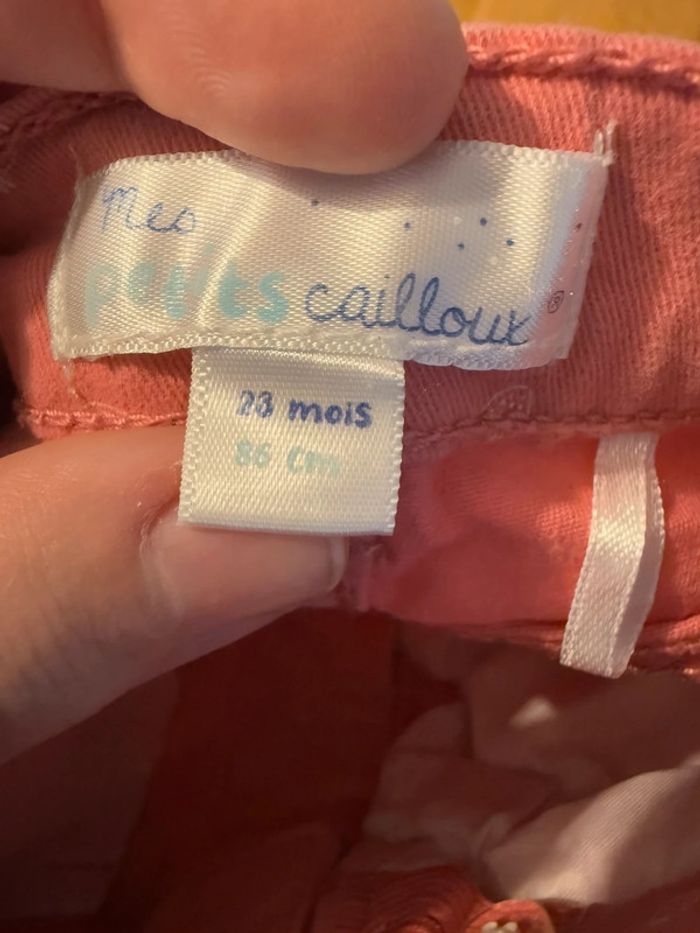 Mes
petits cailloux ®
23 mois
86 cm